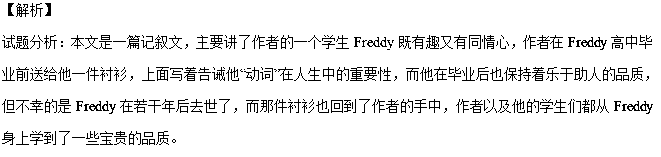 【解析】
试题分析：本文是一篇记叙文，主要讲了作者的一个学生 Freddy 既有趣又有同情心，作者在 Freddy 高中毕
业前送给他一件衬衫，上面写着告诫他“动词”在人生中的重要性，而他在毕业后也保持着乐于助人的品质，
但不幸的是 Freddy 在若干年后去世了，而那件衬衫也回到了作者的手中，作者以及他的学生们都从 Freddy
身上学到了一些宝贵的品质。